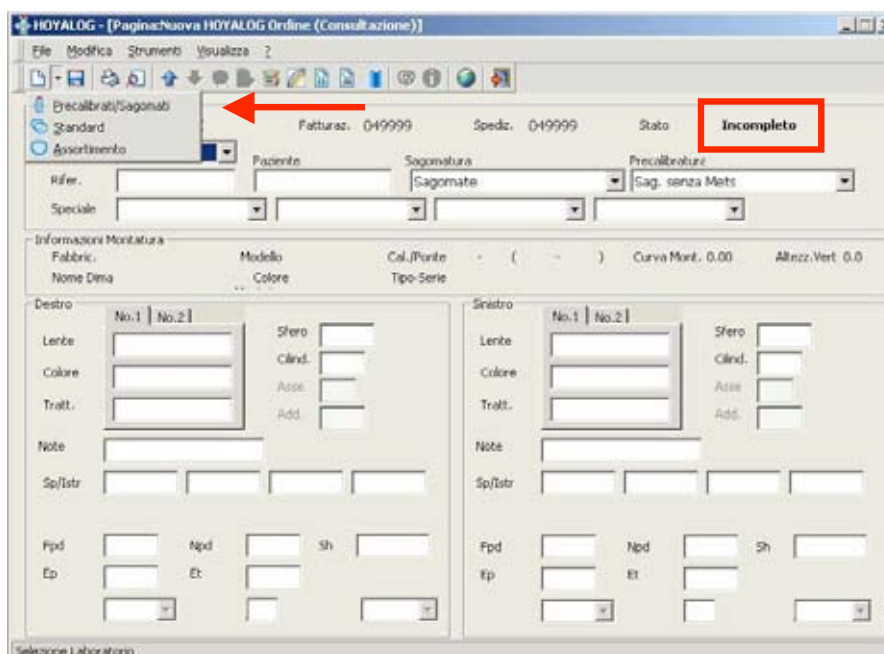 HOYALOG - [Pagina:Nuova HOYALOG Ordine (Consultazione)]
File Modifica Strumenti Visualizza ?
Precalibrati/Sagomati
Standard
Assortimento
Fatturaz. 049999 Spediz. 049999 Stato Incompleto
Paziente Sagomatura Precalibrature
Rifer. Sagomate Sag. senza Mets
Speciale
Informazioni Montatura
Fabbric. Modello Cal./Ponte - ( - ) Curva Mont. 0.00 Altezz.Vert 0.0
Nome Dima Colore Tipo-Serie
Destro
No.1 No.2
Lente Sfero
Cilind.
Colore Asse
Tratt. Add.
Note
Sp/Istr
Fpd Npd Sh
Ep Et
Sinistro
No.1 No.2
Lente Sfero
Cilind.
Colore Asse
Tratt. Add.
Note
Sp/Istr
Fpd Npd Sh
Ep Et
Selezione Laboratorio